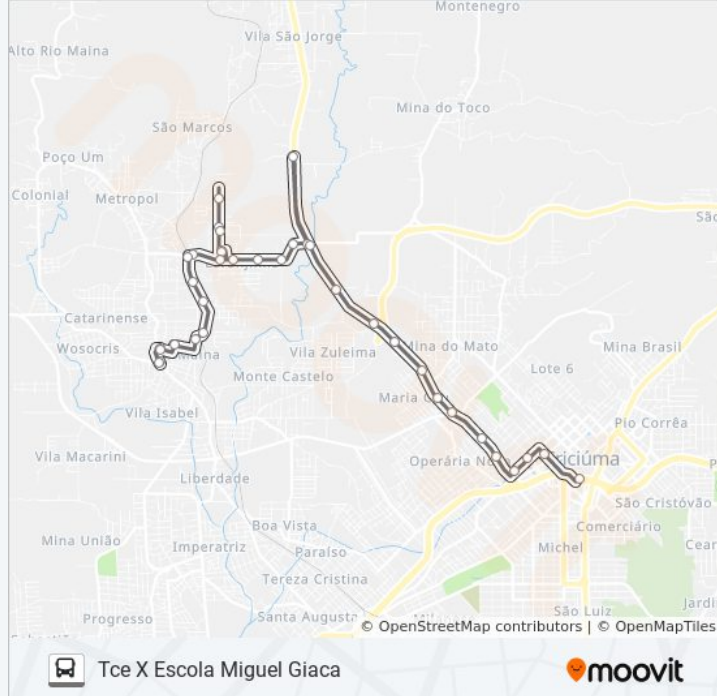 Montenegro
Vila São Jorge
Alto Rio Maina
Mina do Toco
São Marcos
Poço Um
Colonial
Metropol
Catarinense
Wosocris
Mina do Mato
Vila Zuleima
Mina Brasil
Monte Castelo
Lote 6
Vila Isabel
Pio Corrêa
Vila Macarini
Operária
Criciúma
Liberdade
São Cristóvão
Boa Vista
Comerciário
Mina União
Imperatriz
Paraíso
Michel
Tereza Cristina
Progresso
Santa Augusta
São Luiz
© OpenStreetMap contributors | © OpenMapTiles
Tce X Escola Miguel Giaca
moovit